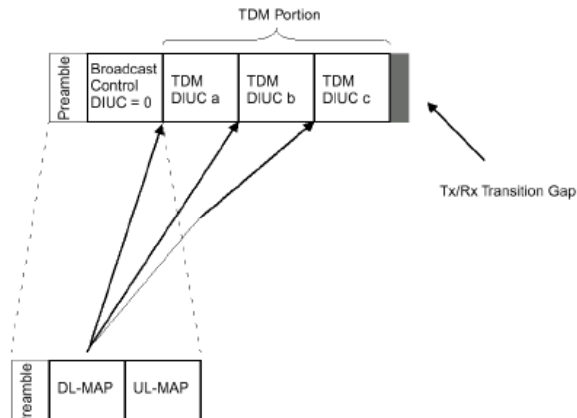 TDM Portion
Preamble
Broadcast
Control
DIUC = 0
TDM
DIUC a
TDM
DIUC b
TDM
DIUC c
Tx/Rx Transition Gap
Preamble
DL-MAP
UL-MAP